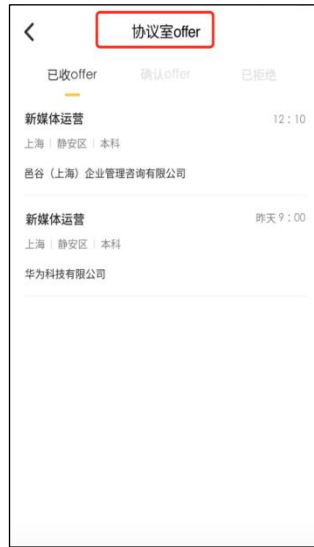 协议室offer
已收offer 确认offer 已拒绝
新媒体运营 12:10
上海 | 静安区 | 本科
邑谷（上海）企业管理咨询有限公司
新媒体运营 昨天 9:00
上海 | 静安区 | 本科
华为科技有限公司